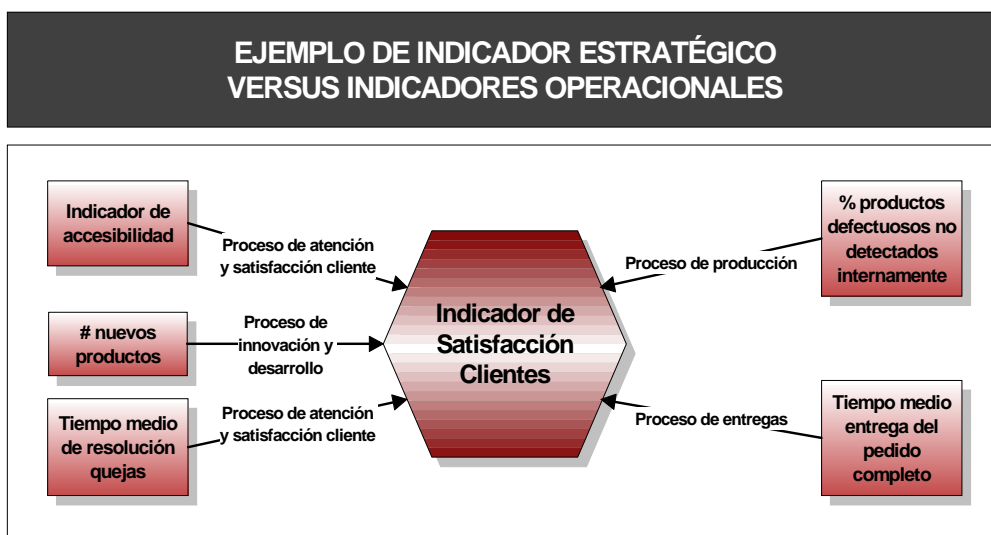 EJEMPLO DE INDICADOR ESTRATÉGICO
VERSUS INDICADORES OPERACIONALES
Indicador de
accesibilidad
Proceso de atención
y satisfacción cliente
# nuevos
productos
Proceso de
innovación y
desarrollo
Tiempo medio
de resolución
quejas
Proceso de atención
y satisfacción cliente
Indicador de
Satisfacción
Clientes
Proceso de producción
% productos
defectuosos no
detectados
internamente
Proceso de entregas
Tiempo medio
entrega del
pedido
completo